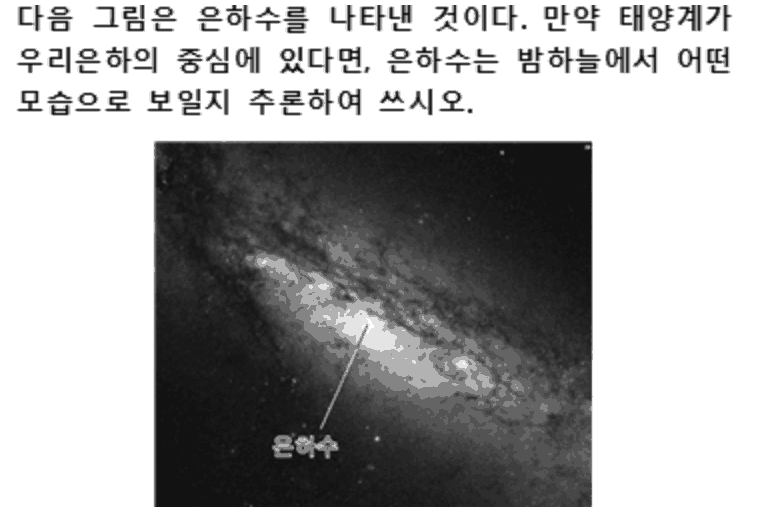 다음 그림은 은하수를 나타낸 것이다. 만약 태양계가
우리은하의 중심에 있다면, 은하수는 밤하늘에서 어떤
모습으로 보일지 추론하여 쓰시오.
은하수